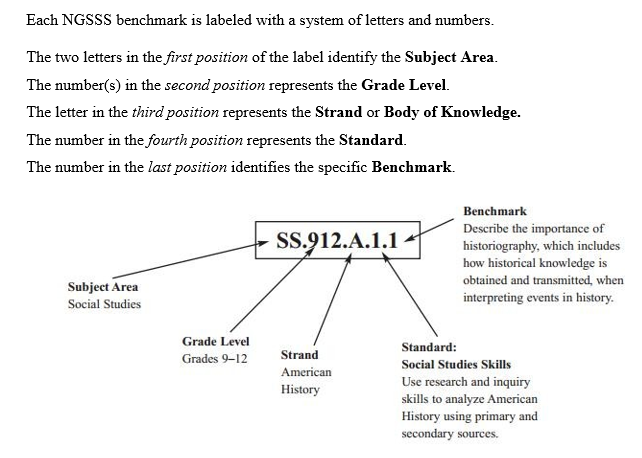 Each NGSSS benchmark is labeled with a system of letters and numbers.
The two letters in the first position of the label identify the Subject Area.
The number(s) in the second position represents the Grade Level.
The letter in the third position represents the Strand or Body of Knowledge.
The number in the fourth position represents the Standard.
The number in the last position identifies the specific Benchmark.
SS.912.A.1.1
Benchmark
Describe the importance of
historiography, which includes
how historical knowledge is
obtained and transmitted, when
interpreting events in history.
Subject Area
Social Studies
Grade Level
Grades 9–12
Strand
American
History
Standard:
Social Studies Skills
Use research and inquiry
skills to analyze American
History using primary and
secondary sources.